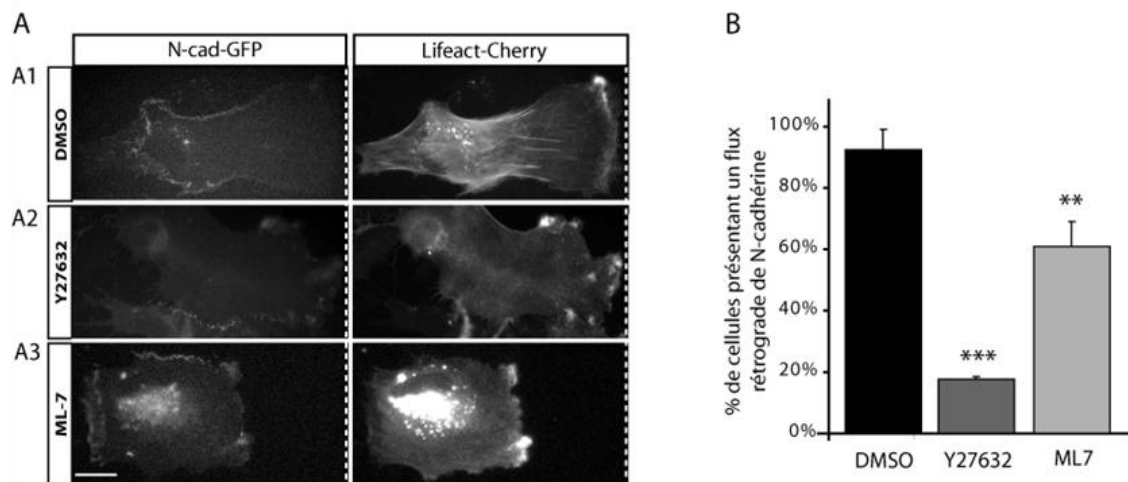 A
N-cad-GFP
Lifeact-Cherry
A1
DMSO
A2
Y27632
A3
ML-7
B
% de cellules présentant un flux
rétrograde de N-cadhérine
100%
80%
60%
40%
20%
0%
***
**
DMSO
Y27632
ML7